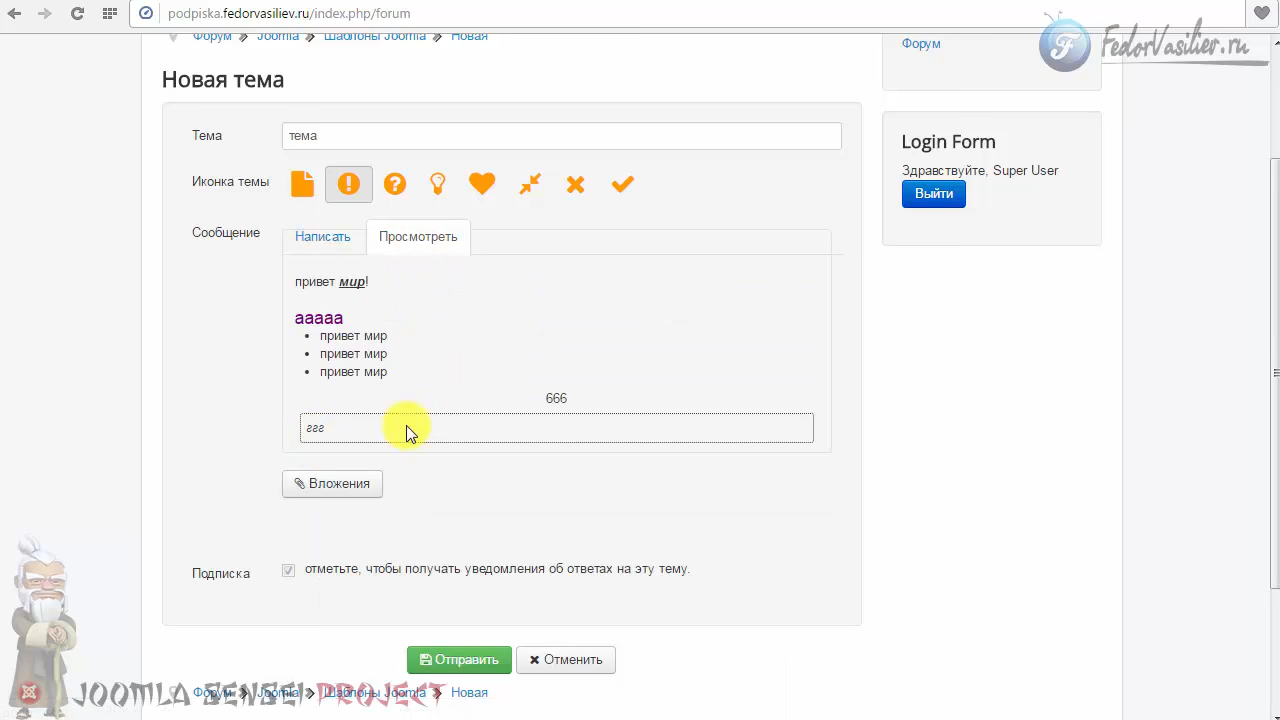 podpiska.fedorvasiliev.ru/index.php/forum
FedorVasiliev.ru
Форум Joomla Шаблоны Joomla Новая
Форум
Новая тема
Тема тема
Иконка темы
Сообщение Написать Просмотреть
привет мир!
ааааа
• привет мир
• привет мир
• привет мир
666
ггг
Вложения
Подписка отметьте, чтобы получать уведомления об ответах на эту тему.
Отправить Отменить
Форум Joomla Шаблоны Joomla Новая
JOOMLA SENSEI PROJECT
Login Form
Здравствуйте, Super User
Выйти